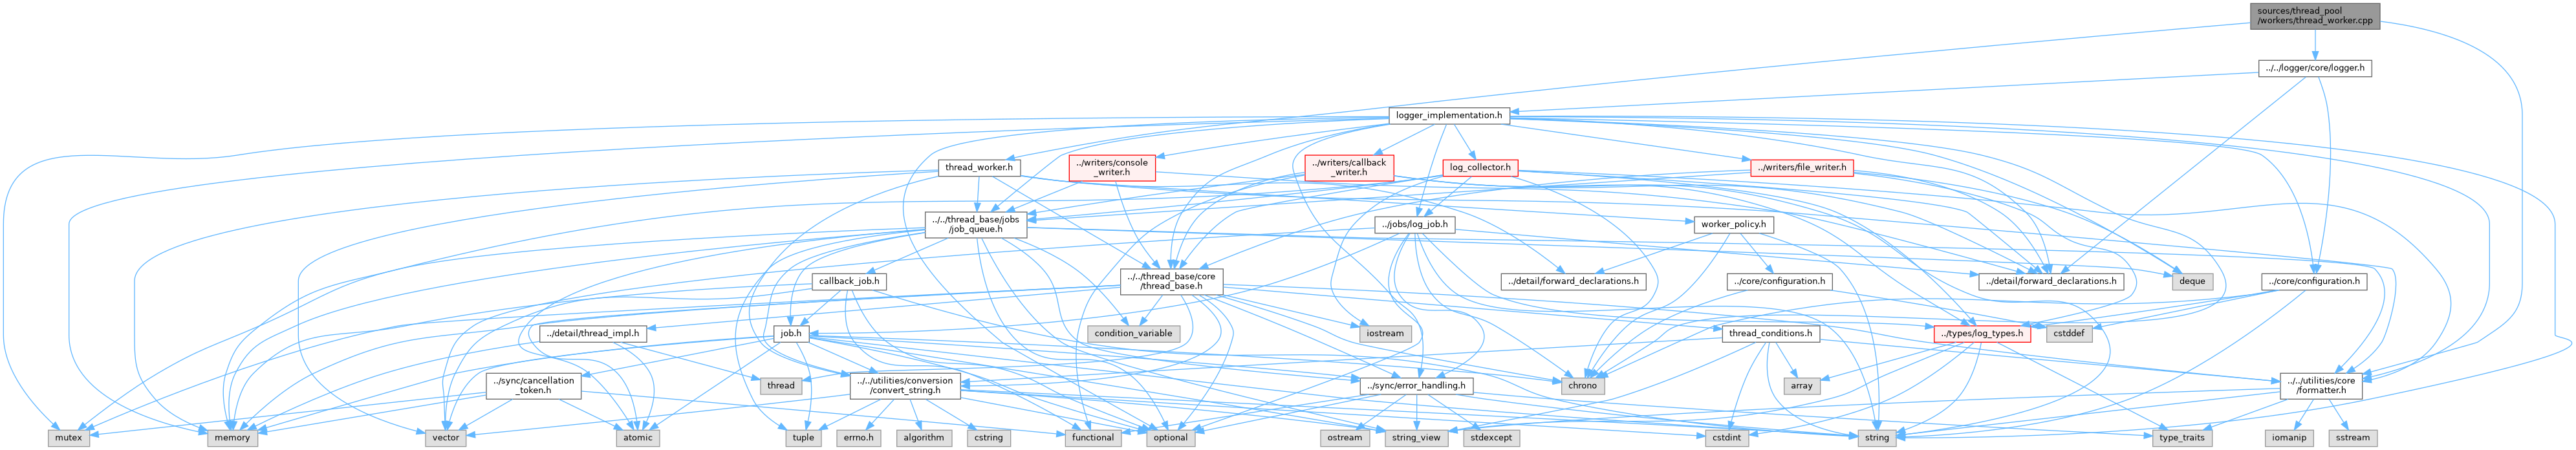 sources/thread_pool
/workers/thread_worker.cpp
../../logger/core/logger.h
logger_implementation.h
thread_worker.h
../writers/console
_writer.h
../writers/callback
_writer.h
log_collector.h
../writers/file_writer.h
../../thread_base/jobs
/job_queue.h
../jobs/log_job.h
worker_policy.h
callback_job.h
../../thread_base/core
/thread_base.h
../detail/forward_declarations.h
../core/configuration.h
../detail/forward_declarations.h
deque
../core/configuration.h
../detail/thread_impl.h
job.h
condition_variable
iostream
thread_conditions.h
../types/log_types.h
cstddef
../sync/cancellation
_token.h
thread
../../utilities/conversion
/convert_string.h
../sync/error_handling.h
chrono
array
../../utilities/core
/formatter.h
mutex
memory
vector
atomic
tuple
errno.h
algorithm
cstring
functional
optional
ostream
string_view
stdexcept
cstdint
string
type_traits
iomanip
sstream